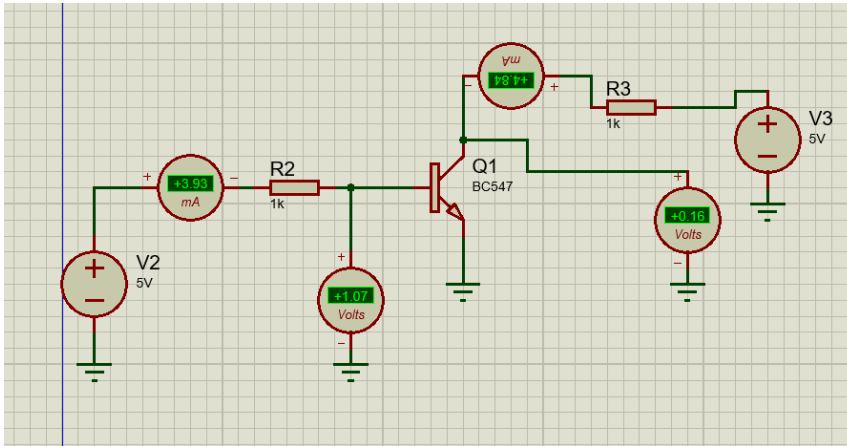 mA
+4.84
+
−
R3
1k
V3
5V
+
−
+
+3.93
mA
−
R2
1k
Q1
BC547
+
+0.16
Volts
−
V2
5V
+
−
+
+1.07
Volts
−